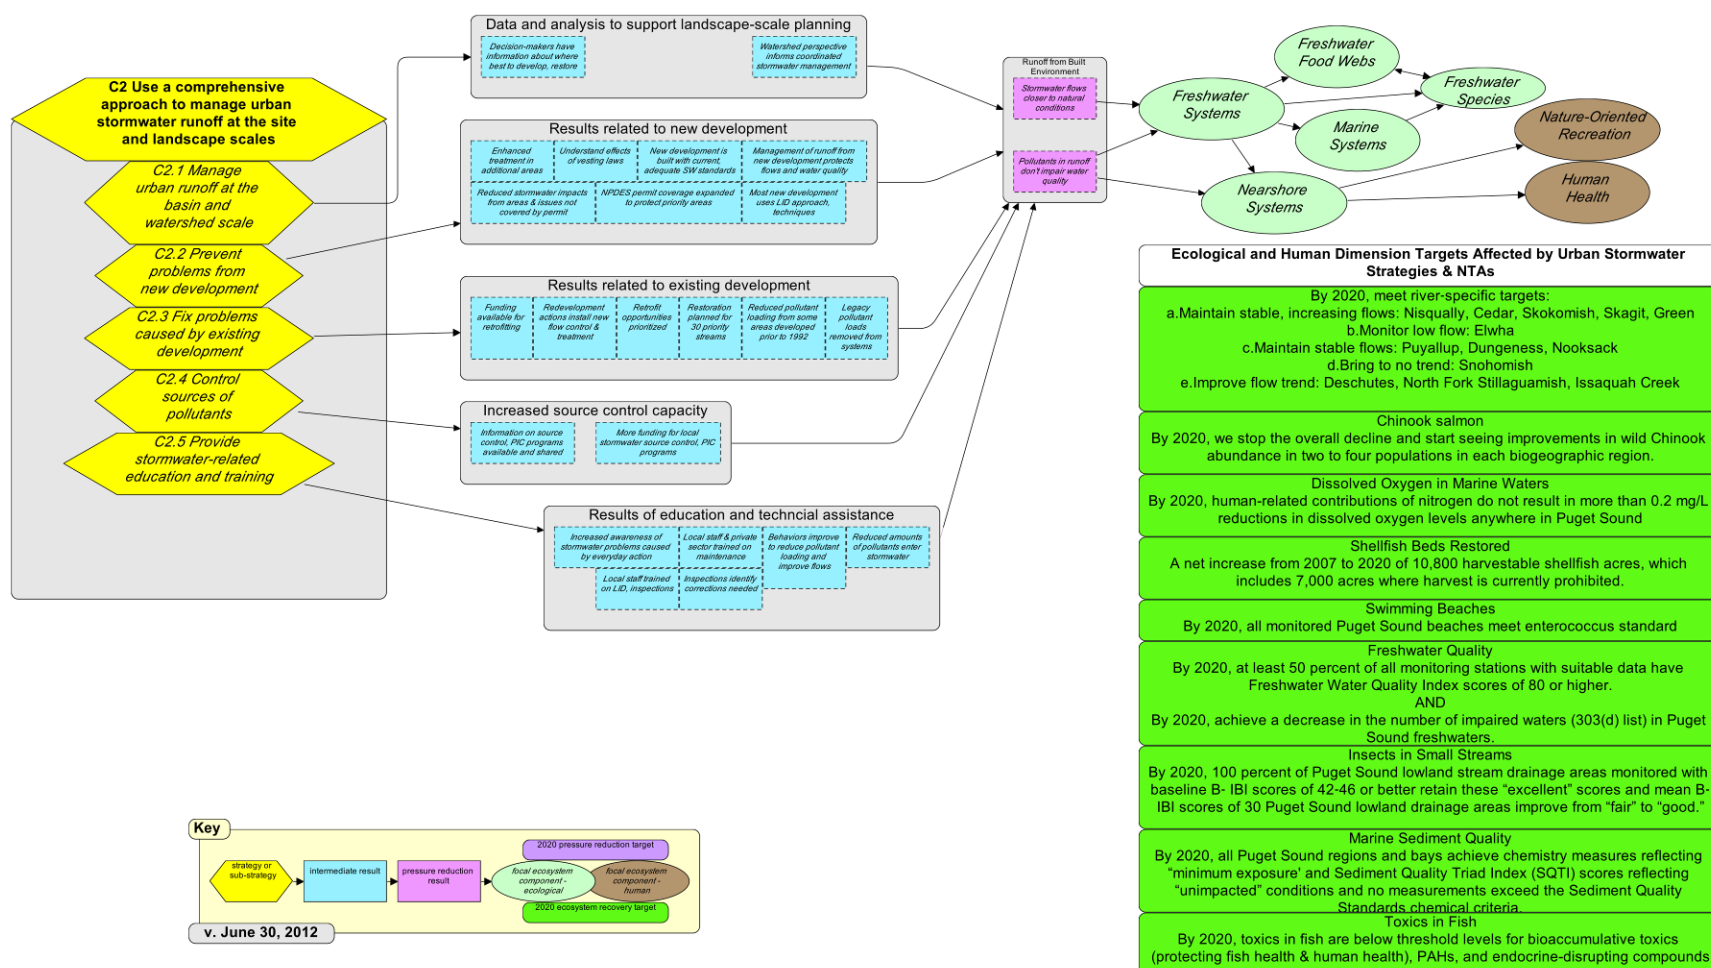 C2 Use a comprehensive
approach to manage urban
stormwater runoff at the site
and landscape scales
C2.1 Manage
urban runoff at the
basin and
watershed scale
C2.2 Prevent
problems from
new development
C2.3 Fix problems
caused by existing
development
C2.4 Control
sources of
pollutants
C2.5 Provide
stormwater-related
education and training
Data and analysis to support landscape-scale planning
Decision-makers have
information about where
best to develop, restore
Watershed perspective
informs coordinated
stormwater management
Results related to new development
Enhanced
treatment in
additional areas
Understand effects
of vesting laws
New development is
built with current,
adequate SW standards
Management of runoff from
new development protects
flows and water quality
Reduced stormwater impacts
from areas & issues not
covered by permit
NPDES permit coverage expanded
to protect priority areas
Most new development
uses LID approach,
techniques
Results related to existing development
Funding
available for
retrofitting
Redevelopment
actions install new
flow control &
treatment
Retrofit
opportunities
prioritized
Restoration
planned for
30 priority
streams
Reduced pollutant
loading from some
areas developed
prior to 1992
Legacy
pollutant
loads
removed from
systems
Increased source control capacity
Information on source
control, PIC programs
available and shared
More funding for local
stormwater source control, PIC
programs
Results of education and techncial assistance
Increased awareness of
stormwater problems caused
by everyday action
Local staff & private
sector trained on
maintenance
Behaviors improve
to reduce pollutant
loading and
improve flows
Reduced amounts
of pollutants enter
stormwater
Local staff trained
on LID, inspections
Inspections identify
corrections needed
Runoff from Built
Environment
Stormwater flows
closer to natural
conditions
Pollutants in runoff
don't impair water
quality
Freshwater
Systems
Freshwater
Food Webs
Freshwater
Species
Marine
Systems
Nearshore
Systems
Nature-Oriented
Recreation
Human
Health
Ecological and Human Dimension Targets Affected by Urban Stormwater
Strategies & NTAs
By 2020, meet river-specific targets:
a.Maintain stable, increasing flows: Nisqually, Cedar, Skokomish, Skagit, Green
b.Monitor low flow: Elwha
c.Maintain stable flows: Puyallup, Dungeness, Nooksack
d.Bring to no trend: Snohomish
e.Improve flow trend: Deschutes, North Fork Stillaguamish, Issaquah Creek
Chinook salmon
By 2020, we stop the overall decline and start seeing improvements in wild Chinook
abundance in two to four populations in each biogeographic region.
Dissolved Oxygen in Marine Waters
By 2020, human-related contributions of nitrogen do not result in more than 0.2 mg/L
reductions in dissolved oxygen levels anywhere in Puget Sound
Shellfish Beds Restored
A net increase from 2007 to 2020 of 10,800 harvestable shellfish acres, which
includes 7,000 acres where harvest is currently prohibited.
Swimming Beaches
By 2020, all monitored Puget Sound beaches meet enterococcus standard
Freshwater Quality
By 2020, at least 50 percent of all monitoring stations with suitable data have
Freshwater Water Quality Index scores of 80 or higher.
AND
By 2020, achieve a decrease in the number of impaired waters (303(d) list) in Puget
Sound freshwaters.
Insects in Small Streams
By 2020, 100 percent of Puget Sound lowland stream drainage areas monitored with
baseline B- IBI scores of 42-46 or better retain these “excellent” scores and mean B-
IBI scores of 30 Puget Sound lowland drainage areas improve from “fair” to “good.”
Marine Sediment Quality
By 2020, all Puget Sound regions and bays achieve chemistry measures reflecting
“minimum exposure' and Sediment Quality Triad Index (SQTI) scores reflecting
“unimpacted” conditions and no measurements exceed the Sediment Quality
Standards chemical criteria.
Toxics in Fish
By 2020, toxics in fish are below threshold levels for bioaccumulative toxics
(protecting fish health & human health), PAHs, and endocrine-disrupting compounds
Key
strategy or
sub-strategy
intermediate result
pressure reduction
result
2020 pressure reduction target
focal ecosystem
component -
ecological
focal ecosystem
component -
human
2020 ecosystem recovery target
v. June 30, 2012